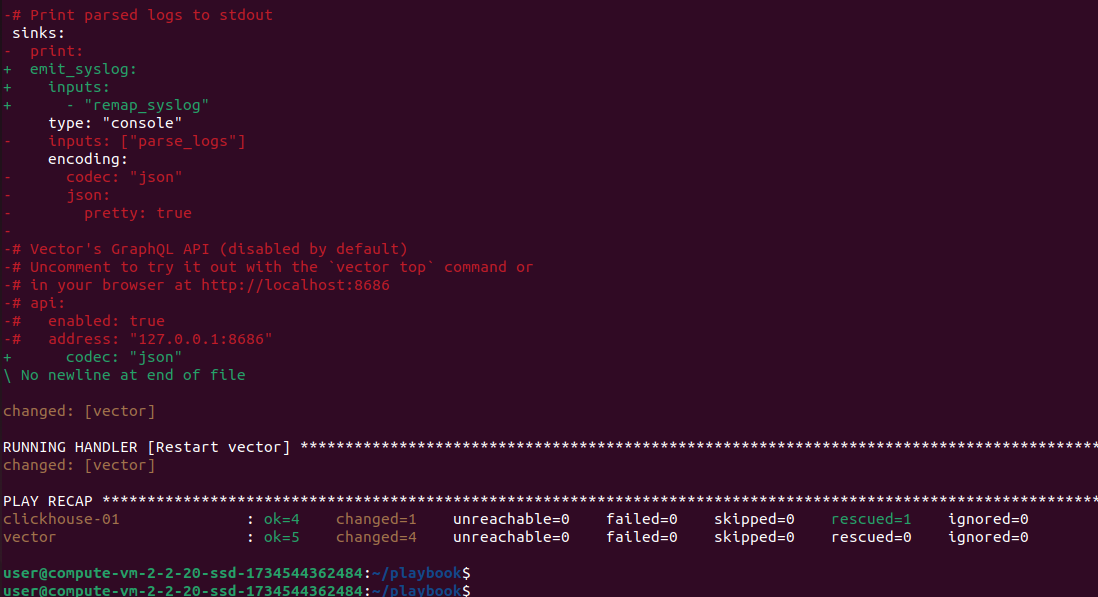 -# Print parsed logs to stdout
 sinks:
-  print:
+  emit_syslog:
+    inputs:
+      - "remap_syslog"
     type: "console"
-    inputs: ["parse_logs"]
     encoding:
-      codec: "json"
-      json:
-        pretty: true
-
-# Vector's GraphQL API (disabled by default)
-# Uncomment to try it out with the `vector top` command or
-# in your browser at http://localhost:8686
-# api:
-#   enabled: true
-#   address: "127.0.0.1:8686"
+      codec: "json"
\ No newline at end of file
changed: [vector]
RUNNING HANDLER [Restart vector] *****************************************************************************************
changed: [vector]
PLAY RECAP ***************************************************************************************************************
clickhouse-01              : ok=4    changed=1    unreachable=0    failed=0    skipped=0    rescued=1    ignored=0
vector                     : ok=5    changed=4    unreachable=0    failed=0    skipped=0    rescued=0    ignored=0
user@compute-vm-2-2-20-ssd-1734544362484:~/playbook$
user@compute-vm-2-2-20-ssd-1734544362484:~/playbook$